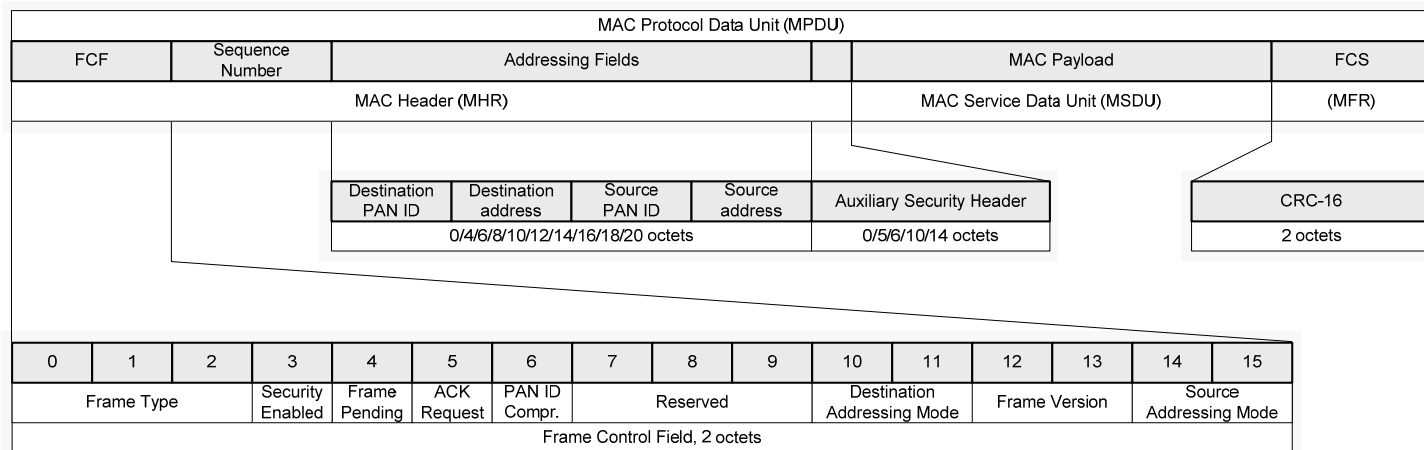 MAC Protocol Data Unit (MPDU)
FCF
Sequence
Number
Addressing Fields
MAC Payload
FCS
MAC Header (MHR)
MAC Service Data Unit (MSDU)
(MFR)
Destination
PAN ID
Destination
address
Source
PAN ID
Source
address
Auxiliary Security Header
CRC-16
0/4/6/8/10/12/14/16/18/20 octets
0/5/6/10/14 octets
2 octets
0 1 2 3 4 5 6 7 8 9 10 11 12 13 14 15
Frame Type
Security
Enabled
Frame
Pending
ACK
Request
PAN ID
Compr.
Reserved
Destination
Addressing Mode
Frame Version
Source
Addressing Mode
Frame Control Field, 2 octets